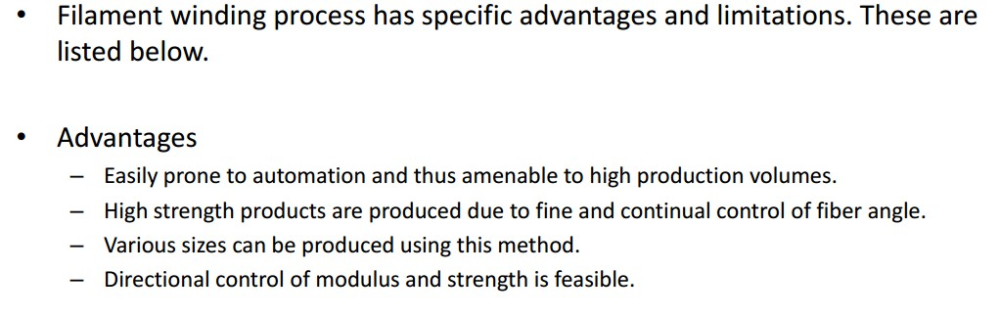 • Filament winding process has specific advantages and limitations. These are
listed below.
• Advantages
– Easily prone to automation and thus amenable to high production volumes.
– High strength products are produced due to fine and continual control of fiber angle.
– Various sizes can be produced using this method.
– Directional control of modulus and strength is feasible.